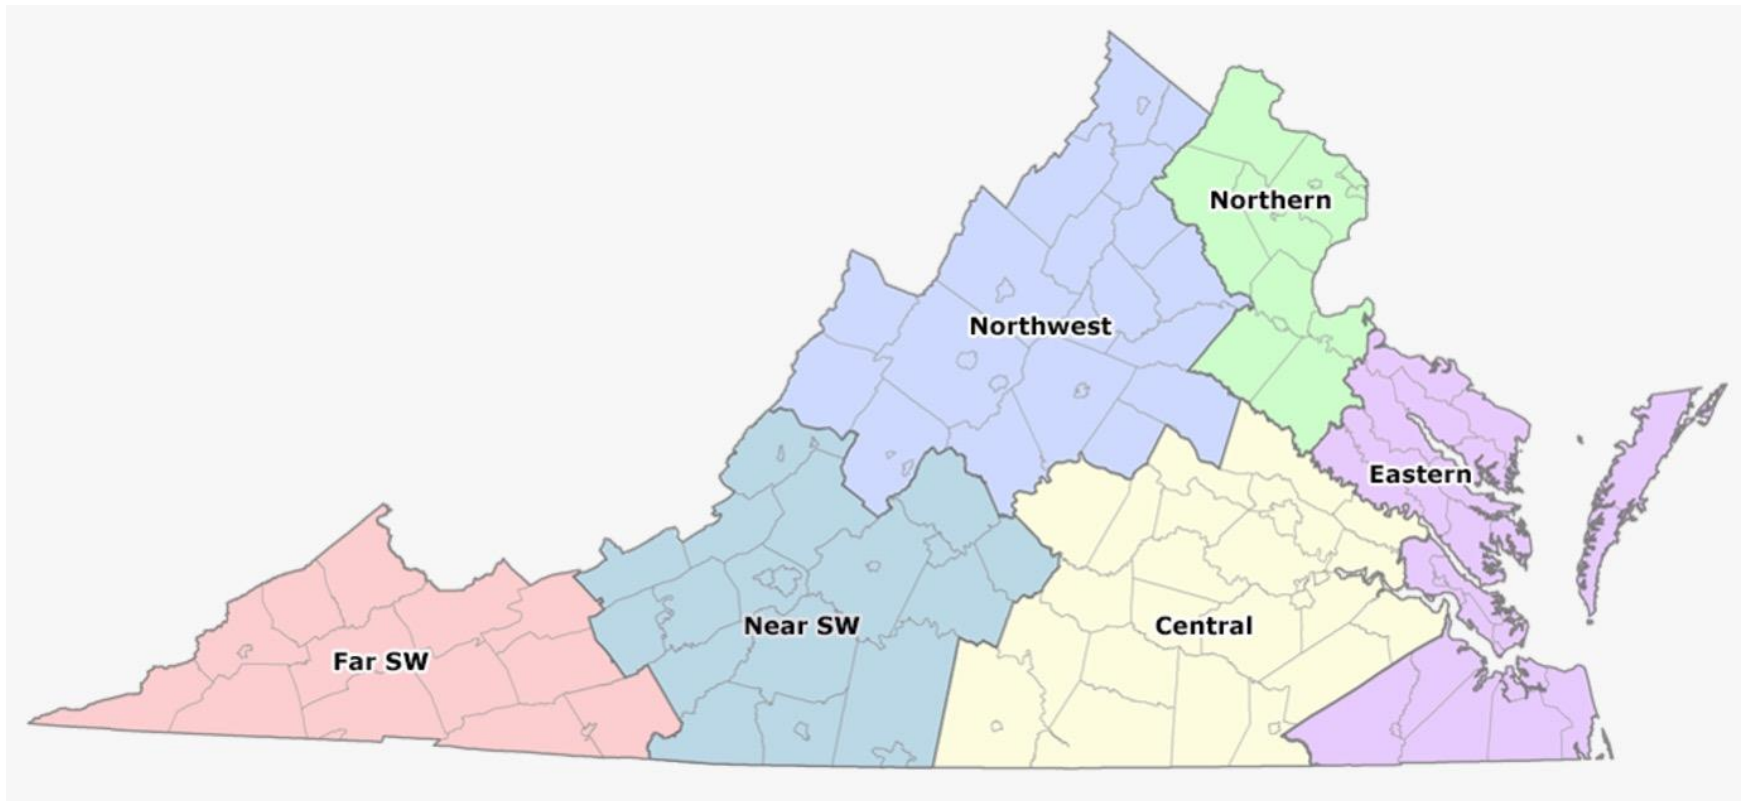 Northern
Northwest
Eastern
Near SW
Central
Far SW